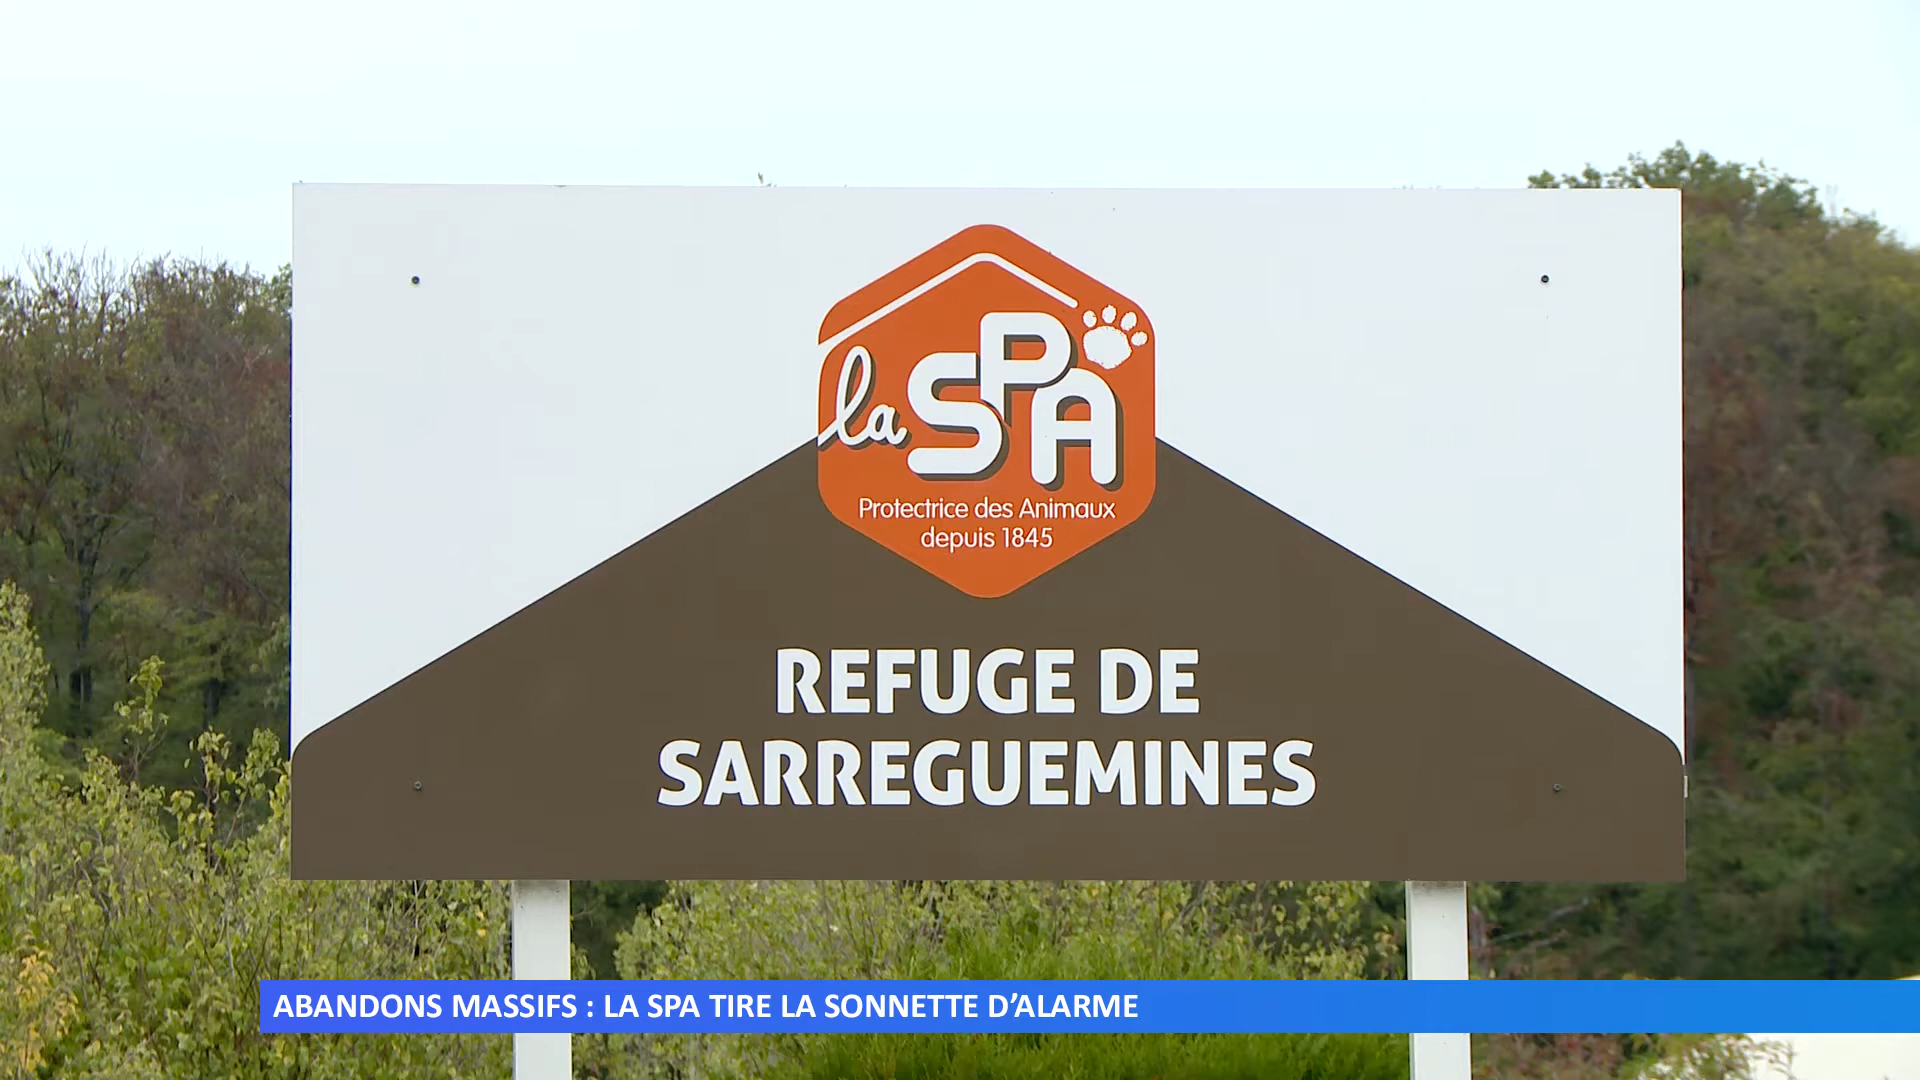 la SPA
Protectrice des Animaux
depuis 1845
REFUGE DE
SARREGUEMINES
ABANDONS MASSIFS : LA SPA TIRE LA SONNETTE D’ALARME